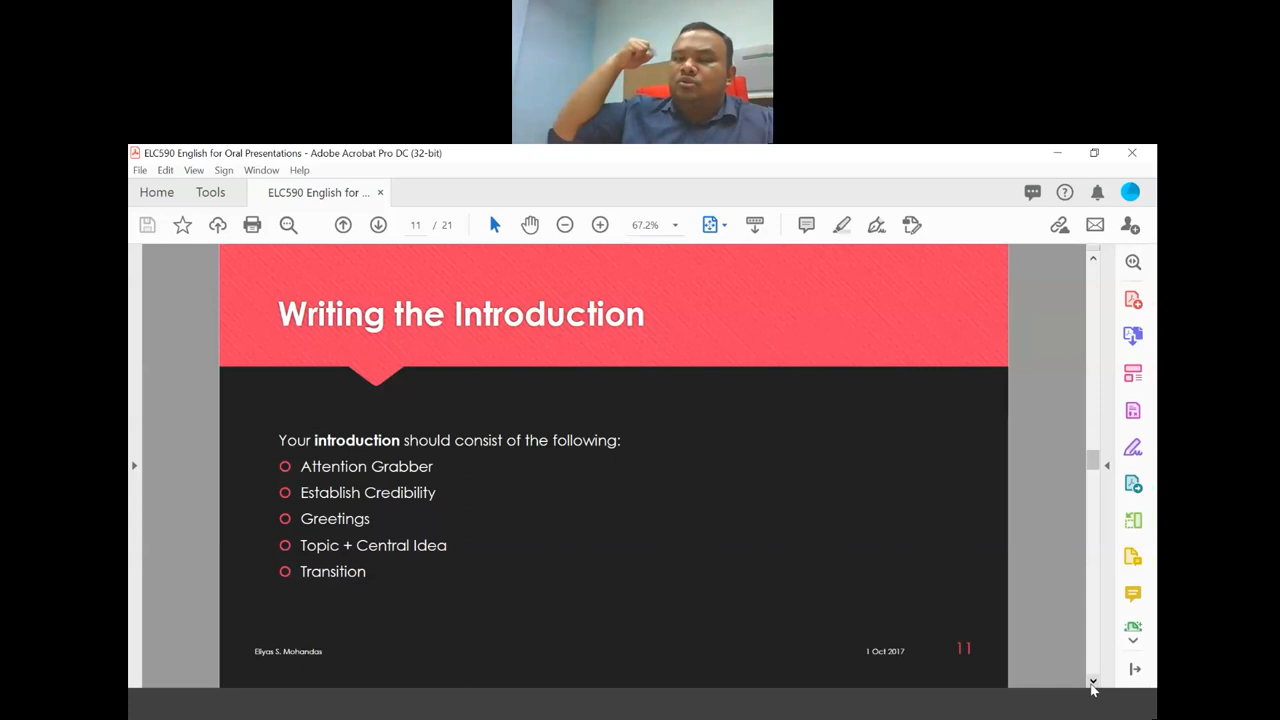 ELC590 English for Oral Presentations - Adobe Acrobat Pro DC (32-bit)
File Edit View Sign Window Help
Home Tools ELC590 English for ... ×
11 / 21 67.2%
Writing the Introduction
Your introduction should consist of the following:
Attention Grabber
Establish Credibility
Greetings
Topic + Central Idea
Transition
Eliyas S. Mohandas 1 Oct 2017 11